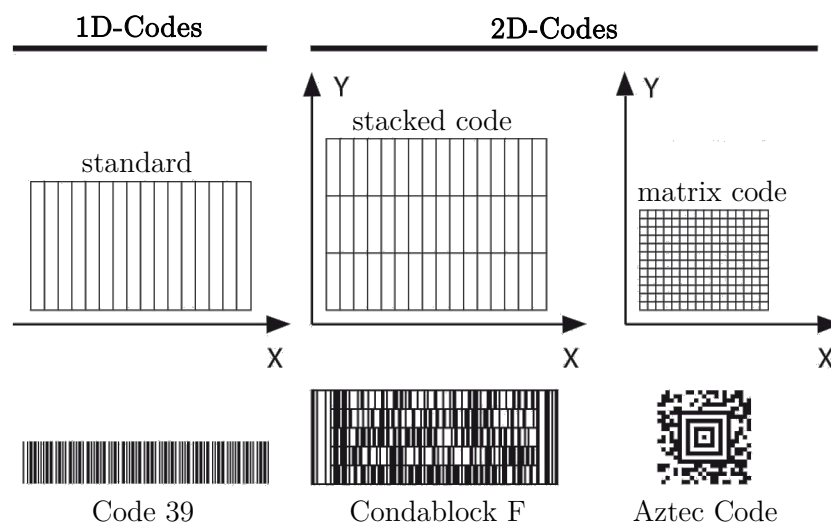 1D-Codes
2D-Codes
Y
Y
stacked code
standard
matrix code
X
X
X
Code 39
Condablock F
Aztec Code